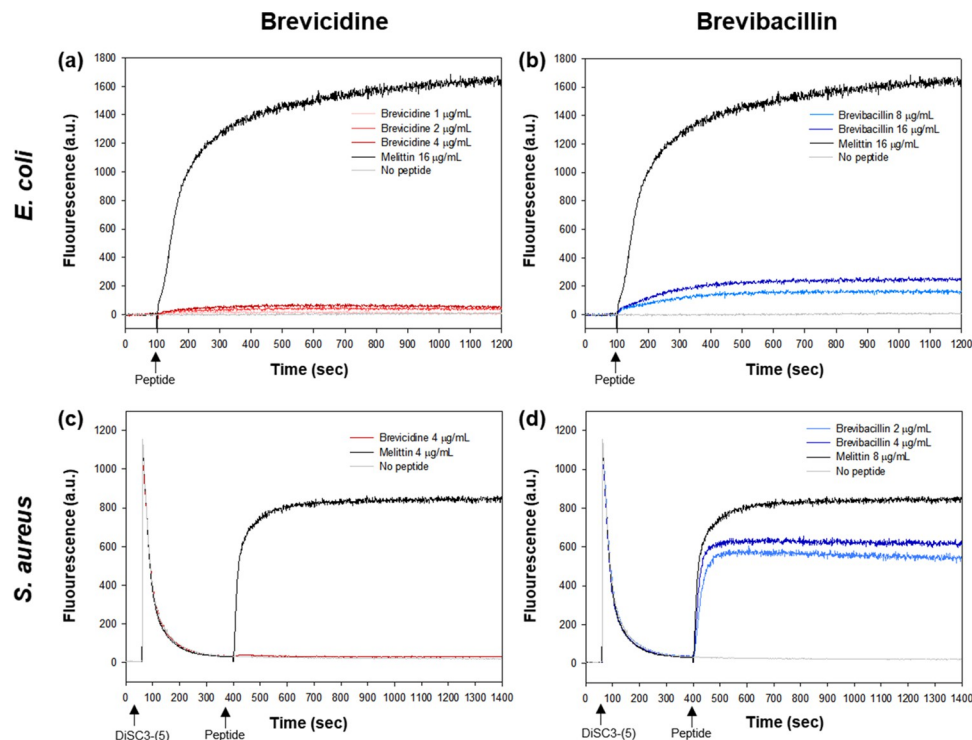 Brevicidine
Brevibacillin
E. coli
S. aureus
(a)
1800
1600
1400
1200
1000
800
600
400
200
0
Fluourescence (a.u.)
Brevicidine 1 µg/mL
Brevicidine 2 µg/mL
Brevicidine 4 µg/mL
Melittin 16 µg/mL
No peptide
0 100 200 300 400 500 600 700 800 900 1000 1100 1200
Peptide
Time (sec)
(b)
1800
1600
1400
1200
1000
800
600
400
200
0
Fluourescence (a.u.)
Brevibacillin 8 µg/mL
Brevibacillin 16 µg/mL
Melittin 16 µg/mL
No peptide
0 100 200 300 400 500 600 700 800 900 1000 1100 1200
Peptide
Time (sec)
(c)
1200
1000
800
600
400
200
0
Fluourescence (a.u.)
Brevicidine 4 µg/mL
Melittin 4 µg/mL
No peptide
0 100 200 300 400 500 600 700 800 900 1000 1100 1200 1300 1400
DiSC3-(5)
Peptide
Time (sec)
(d)
1200
1000
800
600
400
200
0
Fluourescence (a.u.)
Brevibacillin 2 µg/mL
Brevibacillin 4 µg/mL
Melittin 8 µg/mL
No peptide
0 100 200 300 400 500 600 700 800 900 1000 1100 1200 1300 1400
DiSC3-(5)
Peptide
Time (sec)